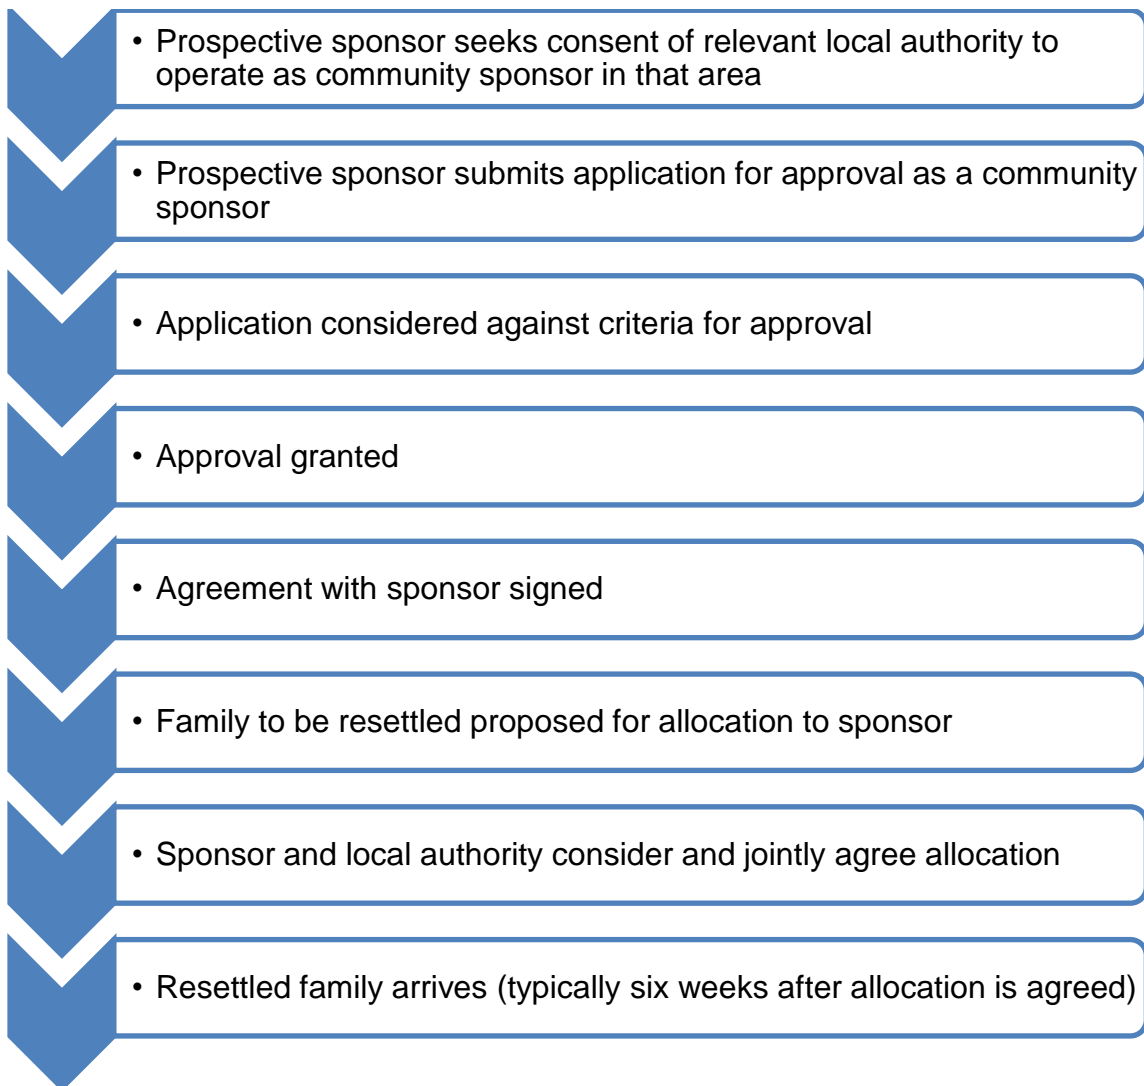 • Prospective sponsor seeks consent of relevant local authority to
operate as community sponsor in that area
• Prospective sponsor submits application for approval as a community
sponsor
• Application considered against criteria for approval
• Approval granted
• Agreement with sponsor signed
• Family to be resettled proposed for allocation to sponsor
• Sponsor and local authority consider and jointly agree allocation
• Resettled family arrives (typically six weeks after allocation is agreed)